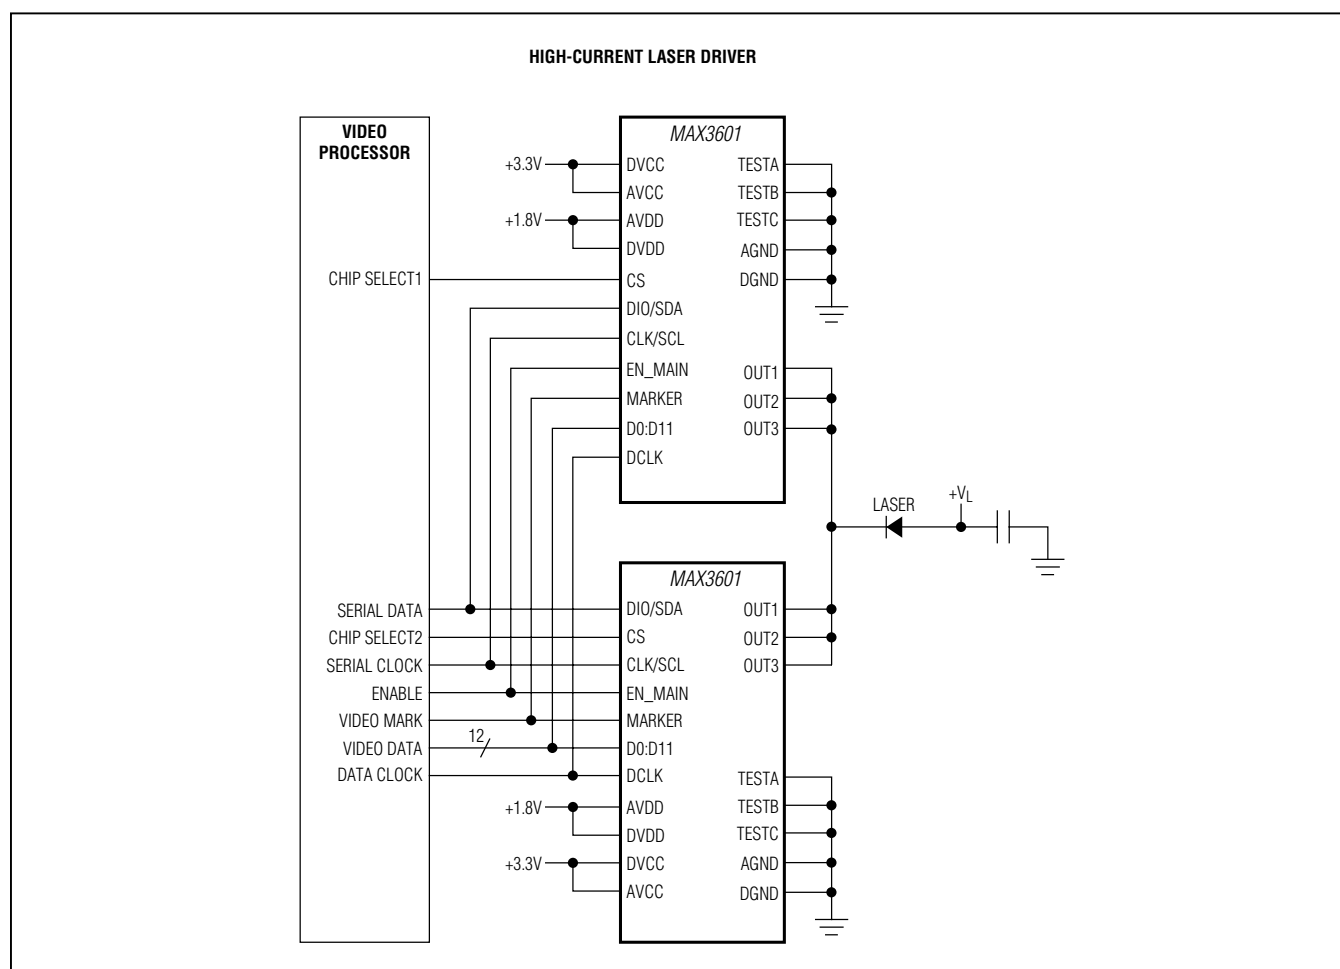 HIGH-CURRENT LASER DRIVER
VIDEO
PROCESSOR
CHIP SELECT1
SERIAL DATA
CHIP SELECT2
SERIAL CLOCK
ENABLE
VIDEO MARK
VIDEO DATA
DATA CLOCK
12
+3.3V
+1.8V
MAX3601
DVCC
AVCC
AVDD
DVDD
CS
DIO/SDA
CLK/SCL
EN_MAIN
MARKER
D0:D11
DCLK
TESTA
TESTB
TESTC
AGND
DGND
OUT1
OUT2
OUT3
LASER
+VL
MAX3601
DIO/SDA
CS
CLK/SCL
EN_MAIN
MARKER
D0:D11
DCLK
AVDD
DVDD
DVCC
AVCC
+1.8V
+3.3V
OUT1
OUT2
OUT3
TESTA
TESTB
TESTC
AGND
DGND